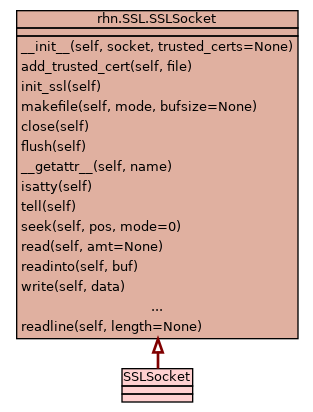 rhn.SSL.SSLSocket
__init__(self, socket, trusted_certs=None)
add_trusted_cert(self, file)
init_ssl(self)
makefile(self, mode, bufsize=None)
close(self)
flush(self)
__getattr__(self, name)
isatty(self)
tell(self)
seek(self, pos, mode=0)
read(self, amt=None)
readinto(self, buf)
write(self, data)
...
readline(self, length=None)
SSLSocket